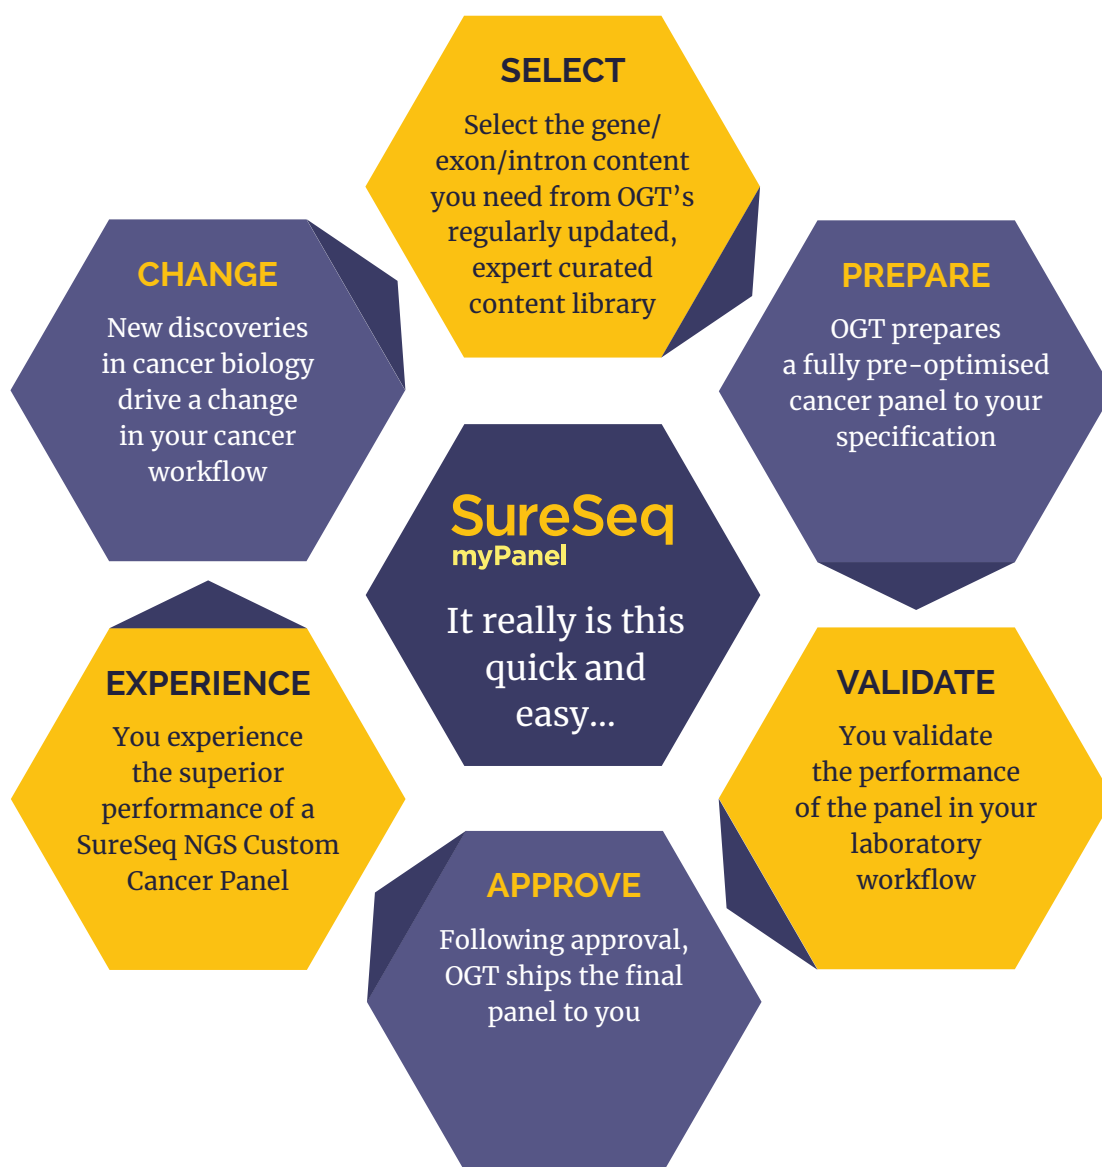 SELECT
Select the gene/
exon/intron content
you need from OGT’s
regularly updated,
expert curated
content library
PREPARE
OGT prepares
a fully pre-optimised
cancer panel to your
specification
VALIDATE
You validate
the performance
of the panel in your
laboratory
workflow
APPROVE
Following approval,
OGT ships the final
panel to you
EXPERIENCE
You experience
the superior
performance of a
SureSeq NGS Custom
Cancer Panel
CHANGE
New discoveries
in cancer biology
drive a change
in your cancer
workflow
SureSeq
myPanel
It really is this
quick and
easy...